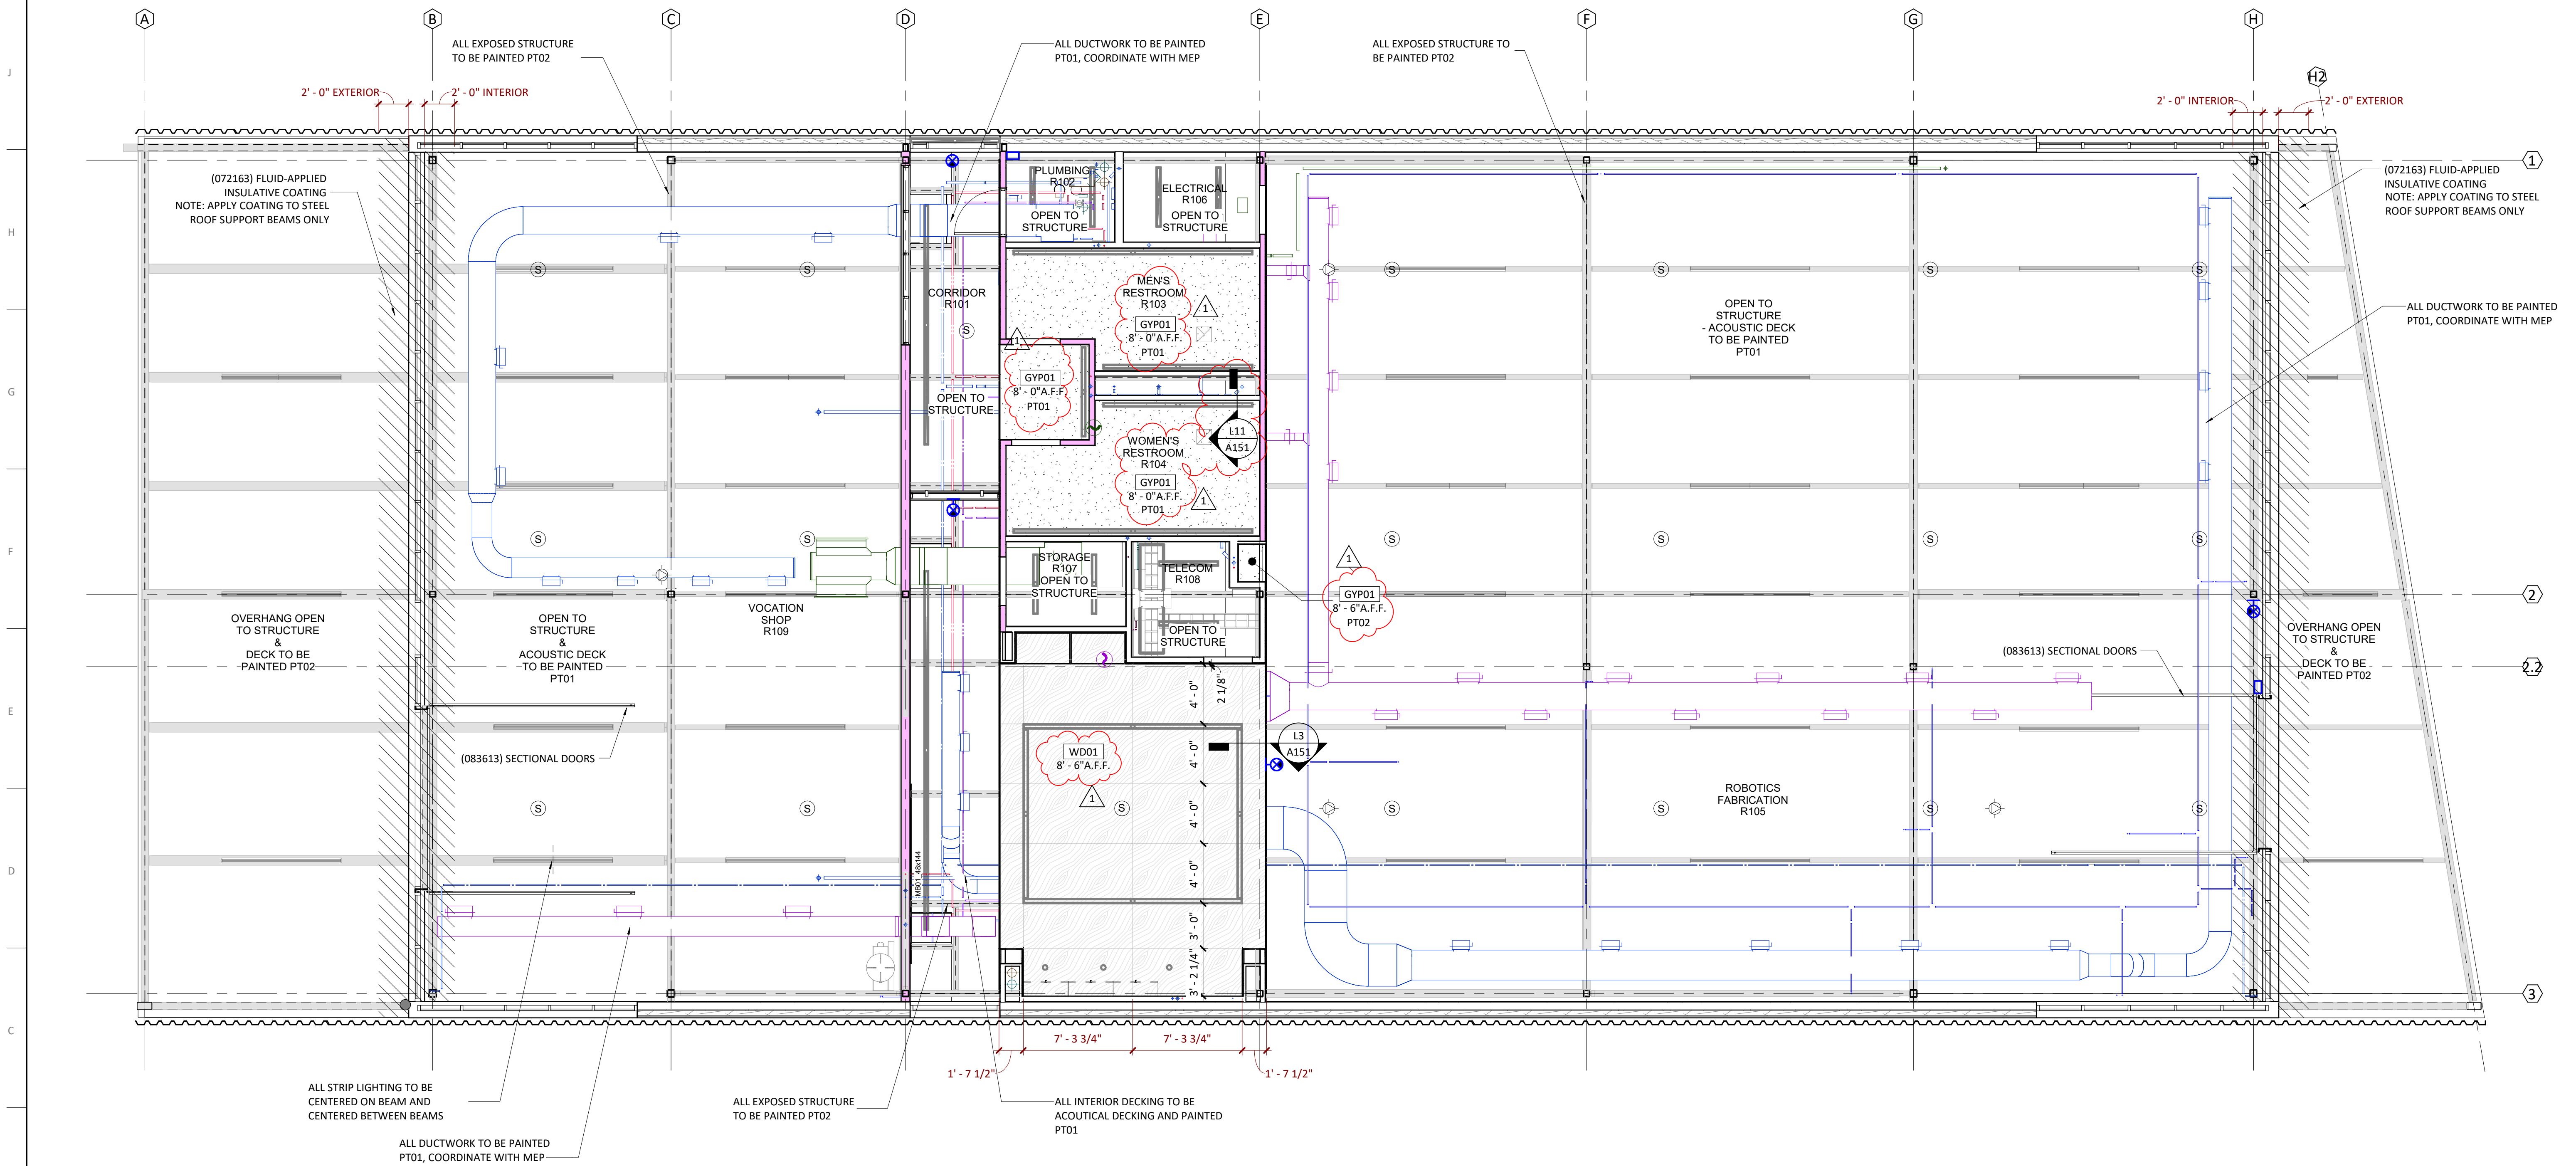 A
B
C
D
E
F
G
H
H2
J
H
G
F
E
D
C
1
2
2.2
3
ALL EXPOSED STRUCTURE
TO BE PAINTED PT02
ALL DUCTWORK TO BE PAINTED
PT01, COORDINATE WITH MEP
ALL EXPOSED STRUCTURE TO
BE PAINTED PT02
2' - 0" EXTERIOR
2' - 0" INTERIOR
2' - 0" INTERIOR
2' - 0" EXTERIOR
(072163) FLUID-APPLIED
INSULATIVE COATING
NOTE: APPLY COATING TO STEEL
ROOF SUPPORT BEAMS ONLY
(072163) FLUID-APPLIED
INSULATIVE COATING
NOTE: APPLY COATING TO STEEL
ROOF SUPPORT BEAMS ONLY
PLUMBING
R102
OPEN TO
STRUCTURE
ELECTRICAL
R106
OPEN TO
STRUCTURE
S
S
S
S
S
S
CORRIDOR
R101
S
OPEN TO
STRUCTURE
MEN'S
RESTROOM
R103
GYP01
8' - 0"A.F.F.
PT01
1
1
GYP01
8' - 0"A.F.F.
PT01
OPEN TO
STRUCTURE
- ACOUSTIC DECK
TO BE PAINTED
PT01
ALL DUCTWORK TO BE PAINTED
PT01, COORDINATE WITH MEP
WOMEN'S
RESTROOM
R104
GYP01
8' - 0"A.F.F.
PT01
1
L11
A151
S
S
S
S
S
S
STORAGE
R107
OPEN TO
STRUCTURE
TELECOM
R108
OPEN TO
STRUCTURE
1
GYP01
8' - 6"A.F.F.
PT02
OVERHANG OPEN
TO STRUCTURE
&
DECK TO BE
PAINTED PT02
OPEN TO
STRUCTURE
&
ACOUSTIC DECK
TO BE PAINTED
PT01
VOCATION
SHOP
R109
OVERHANG OPEN
TO STRUCTURE
&
DECK TO BE
PAINTED PT02
(083613) SECTIONAL DOORS
(083613) SECTIONAL DOORS
WD01
8' - 6"A.F.F.
1
S
L3
A151
2 1/8"
4' - 0"
4' - 0"
4' - 0"
4' - 0"
3' - 0"
3' - 2 1/4"
S
S
S
S
S
S
ROBOTICS
FABRICATION
R105
MB01_48x144
7' - 3 3/4"
7' - 3 3/4"
1' - 7 1/2"
1' - 7 1/2"
ALL STRIP LIGHTING TO BE
CENTERED ON BEAM AND
CENTERED BETWEEN BEAMS
ALL DUCTWORK TO BE PAINTED
PT01, COORDINATE WITH MEP
ALL EXPOSED STRUCTURE
TO BE PAINTED PT02
ALL INTERIOR DECKING TO BE
ACOUTICAL DECKING AND PAINTED
PT01